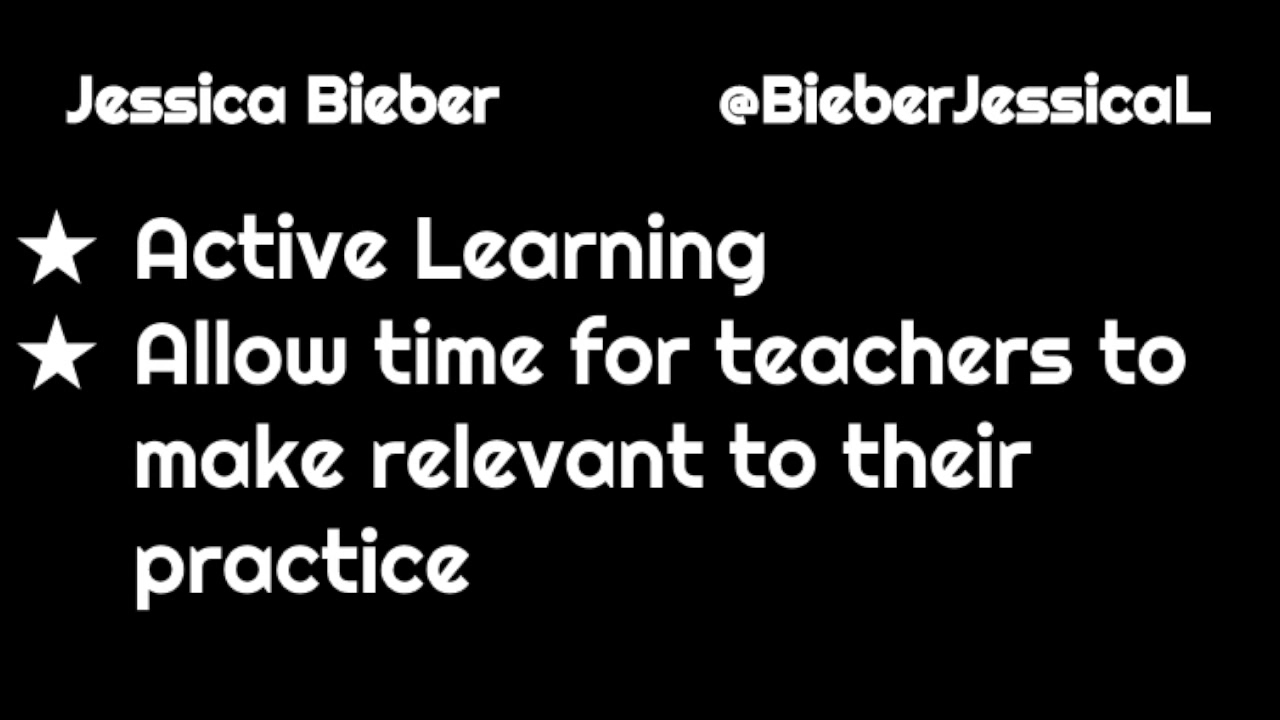 Jessica Bieber @BieberJessicaL
★ Active Learning
★ Allow time for teachers to
make relevant to their
practice